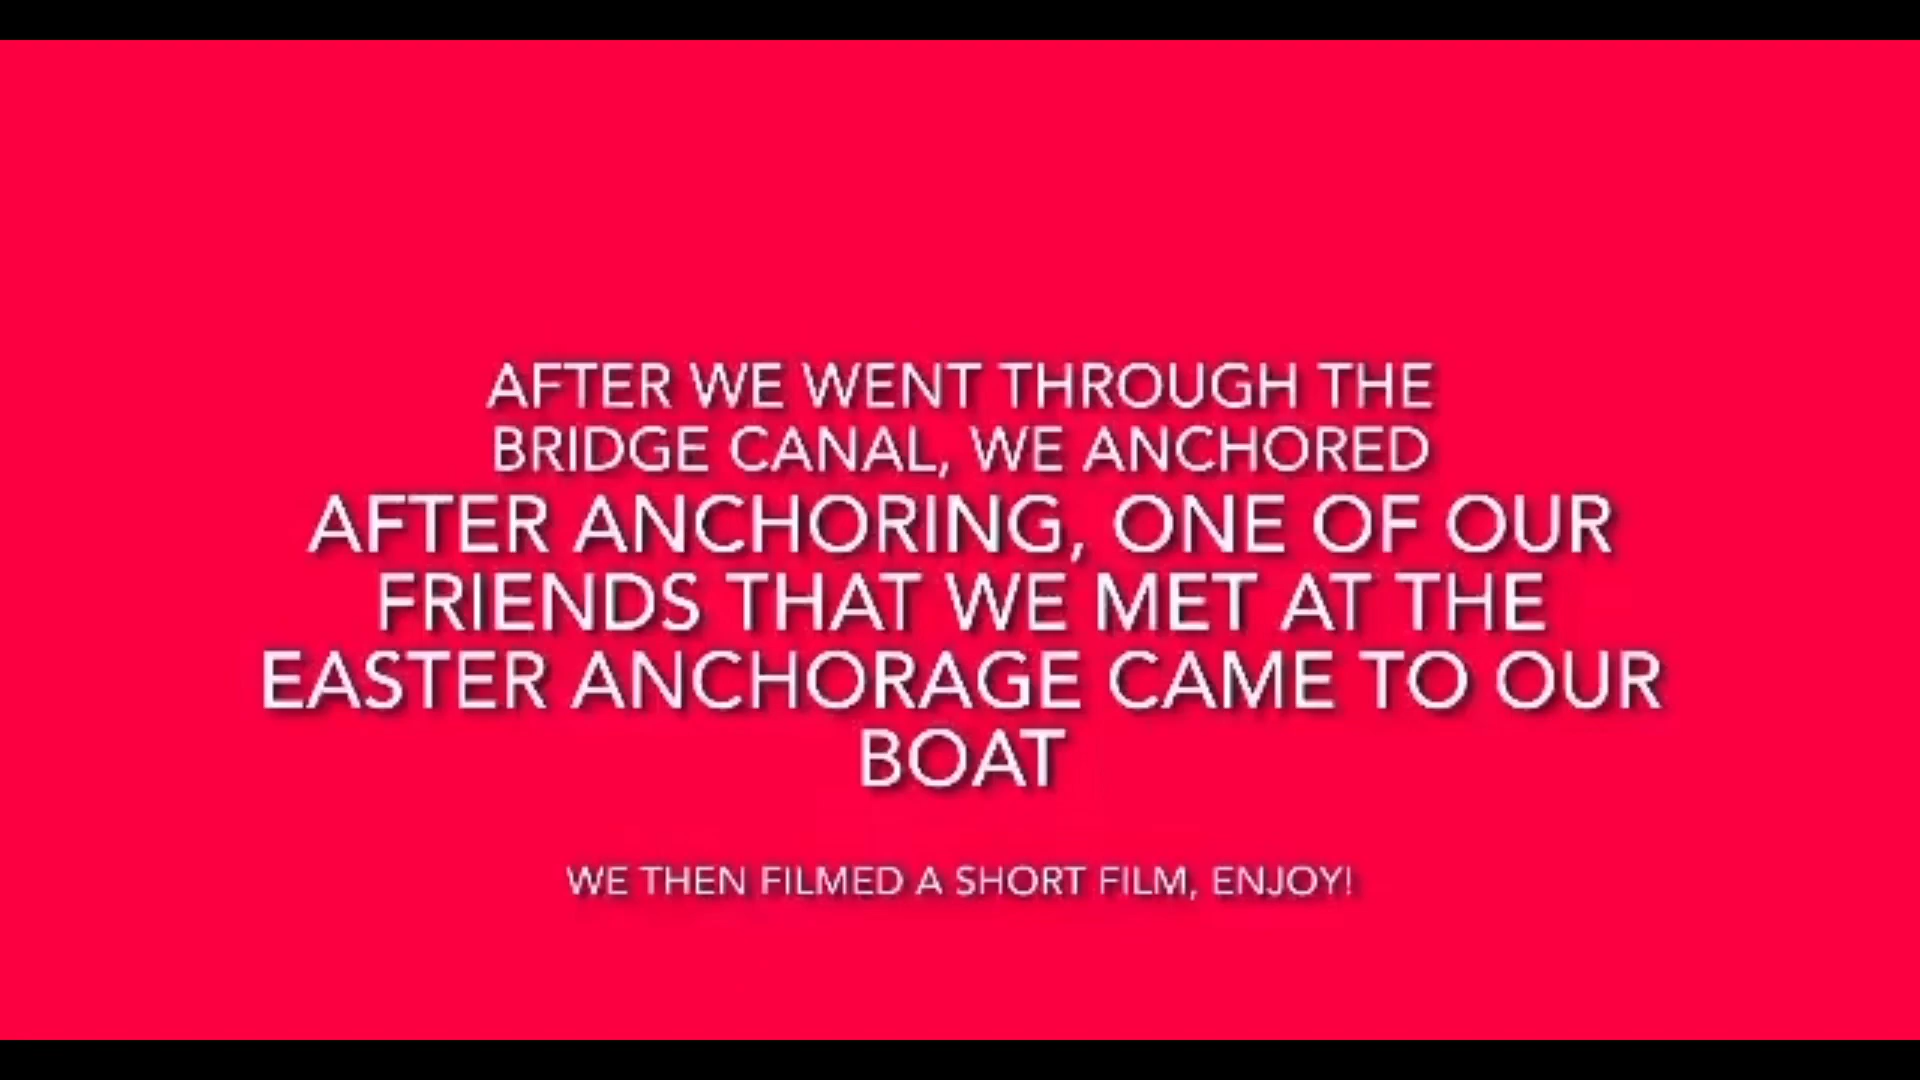 AFTER WE WENT THROUGH THE
BRIDGE CANAL, WE ANCHORED
AFTER ANCHORING, ONE OF OUR
FRIENDS THAT WE MET AT THE
EASTER ANCHORAGE CAME TO OUR
BOAT
WE THEN FILMED A SHORT FILM, ENJOY!